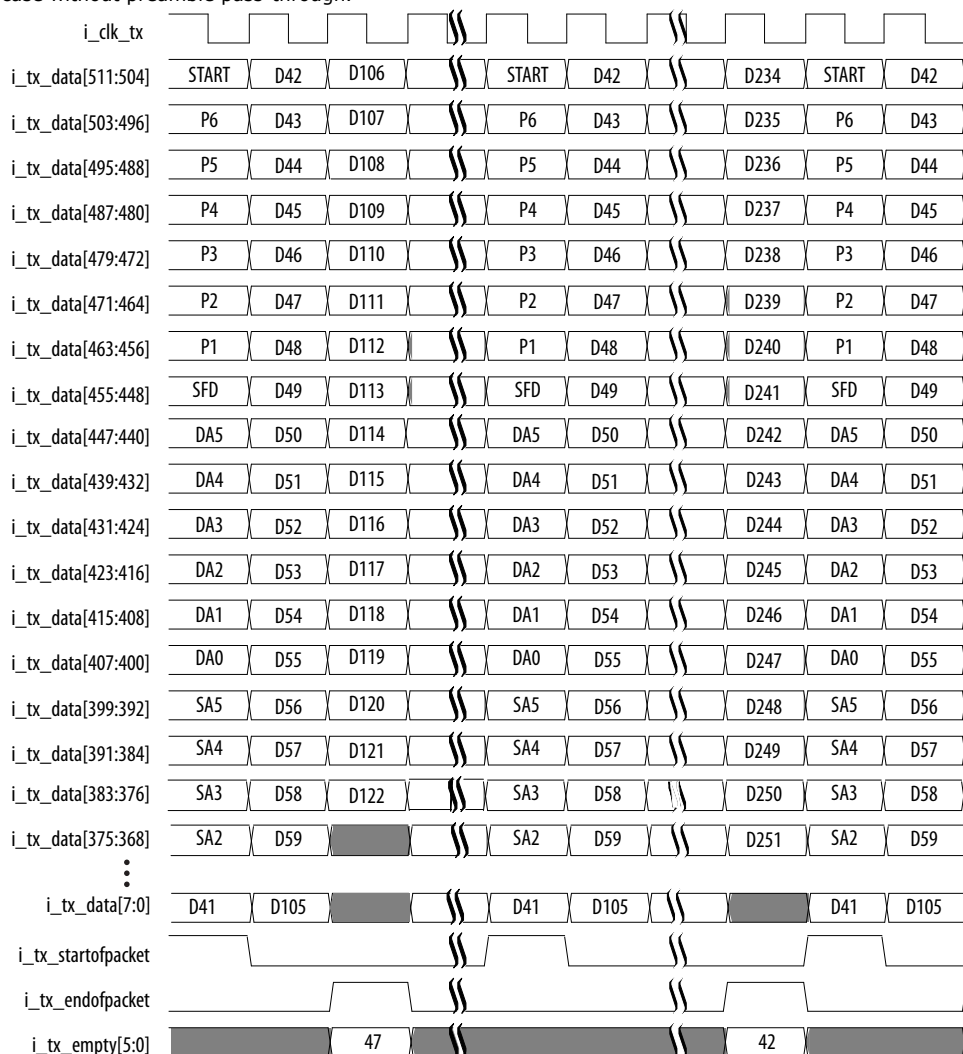 case without preamble pass-through.
i_clk_tx
i_tx_data[511:504] START D42 D106 START D42 D234 START D42
i_tx_data[503:496] P6 D43 D107 P6 D43 D235 P6 D43
i_tx_data[495:488] P5 D44 D108 P5 D44 D236 P5 D44
i_tx_data[487:480] P4 D45 D109 P4 D45 D237 P4 D45
i_tx_data[479:472] P3 D46 D110 P3 D46 D238 P3 D46
i_tx_data[471:464] P2 D47 D111 P2 D47 D239 P2 D47
i_tx_data[463:456] P1 D48 D112 P1 D48 D240 P1 D48
i_tx_data[455:448] SFD D49 D113 SFD D49 D241 SFD D49
i_tx_data[447:440] DA5 D50 D114 DA5 D50 D242 DA5 D50
i_tx_data[439:432] DA4 D51 D115 DA4 D51 D243 DA4 D51
i_tx_data[431:424] DA3 D52 D116 DA3 D52 D244 DA3 D52
i_tx_data[423:416] DA2 D53 D117 DA2 D53 D245 DA2 D53
i_tx_data[415:408] DA1 D54 D118 DA1 D54 D246 DA1 D54
i_tx_data[407:400] DA0 D55 D119 DA0 D55 D247 DA0 D55
i_tx_data[399:392] SA5 D56 D120 SA5 D56 D248 SA5 D56
i_tx_data[391:384] SA4 D57 D121 SA4 D57 D249 SA4 D57
i_tx_data[383:376] SA3 D58 D122 SA3 D58 D250 SA3 D58
i_tx_data[375:368] SA2 D59 SA2 D59 D251 SA2 D59
i_tx_data[7:0] D41 D105 D41 D105 D41 D105
i_tx_startofpacket
i_tx_endofpacket
i_tx_empty[5:0] 47 42